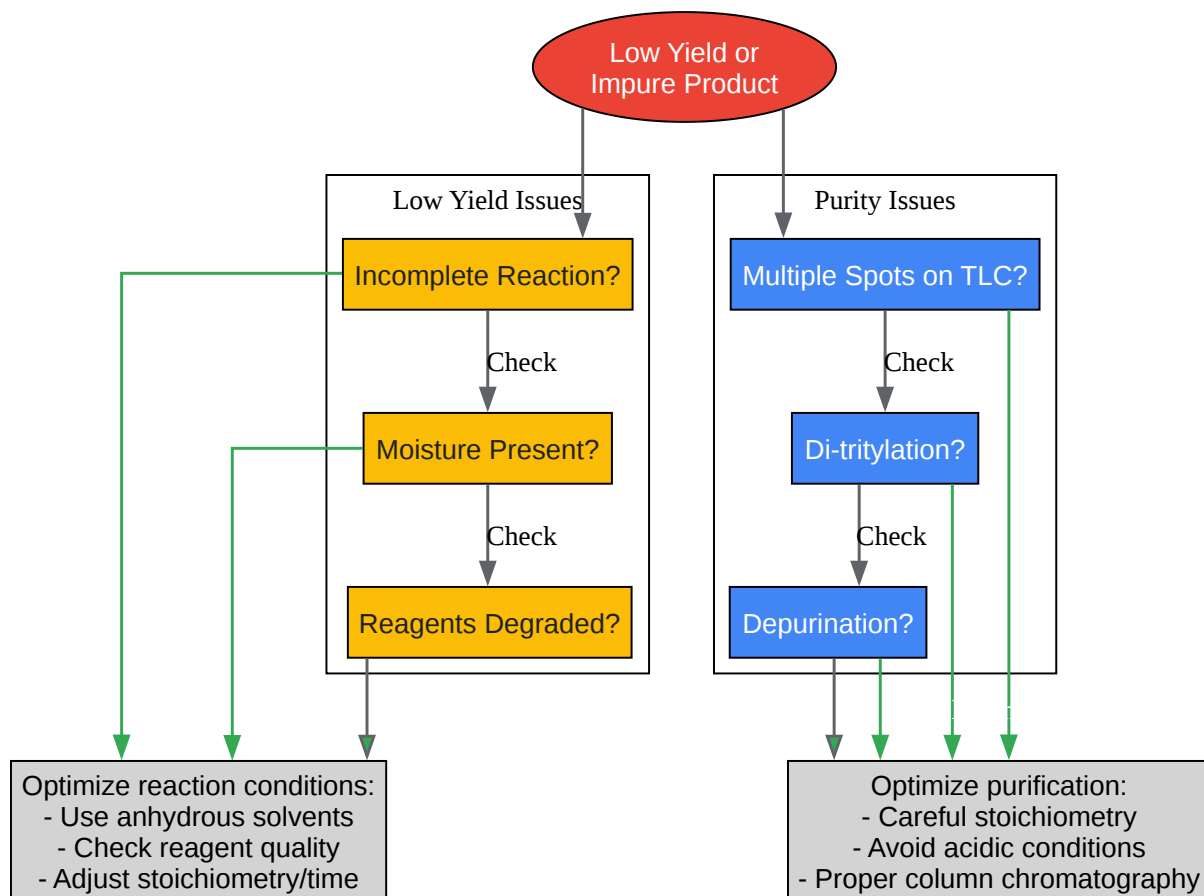 Low Yield or
Impure Product
Low Yield Issues
Purity Issues
Incomplete Reaction?
Multiple Spots on TLC?
Check
Check
Moisture Present?
Di-tritylation?
Check
Check
Reagents Degraded?
Depurination?
Optimize reaction conditions:
- Use anhydrous solvents
- Check reagent quality
- Adjust stoichiometry/time
Optimize purification:
- Careful stoichiometry
- Avoid acidic conditions
- Proper column chromatography